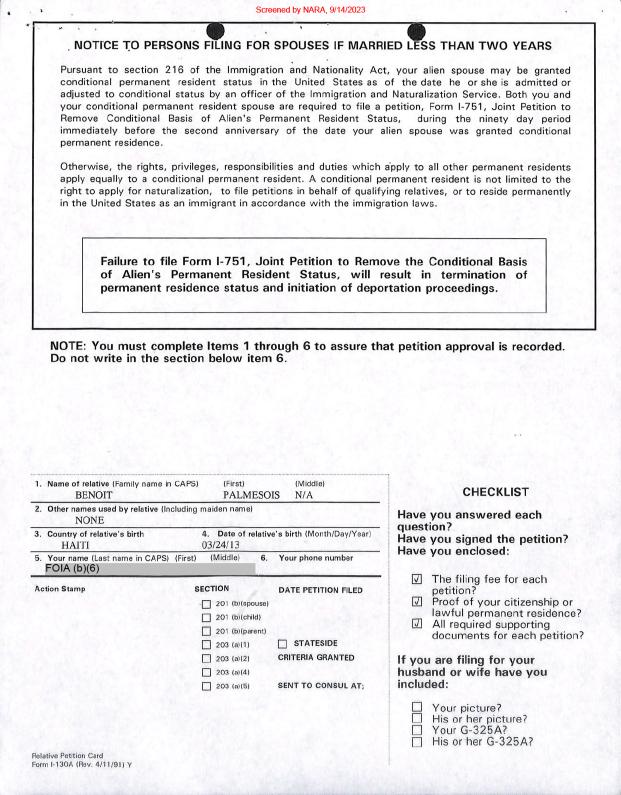 Screened by NARA, 9/14/2023
NOTICE TO PERSONS FILING FOR SPOUSES IF MARRIED LESS THAN TWO YEARS
Pursuant to section 216 of the Immigration and Nationality Act, your alien spouse may be granted
conditional permanent resident status in the United States as of the date he or she is admitted or
adjusted to conditional status by an officer of the Immigration and Naturalization Service. Both you and
your conditional permanent resident spouse are required to file a petition, Form I-751, Joint Petition to
Remove Conditional Basis of Alien's Permanent Resident Status, during the ninety day period
immediately before the second anniversary of the date your alien spouse was granted conditional
permanent residence.
Otherwise, the rights, privileges, responsibilities and duties which apply to all other permanent residents
apply equally to a conditional permanent resident. A conditional permanent resident is not limited to the
right to apply for naturalization, to file petitions in behalf of qualifying relatives, or to reside permanently
in the United States as an immigrant in accordance with the immigration laws.
Failure to file Form I-751, Joint Petition to Remove the Conditional Basis
of Alien's Permanent Resident Status, will result in termination of
permanent residence status and initiation of deportation proceedings.
NOTE: You must complete Items 1 through 6 to assure that petition approval is recorded.
Do not write in the section below item 6.
1. Name of relative (Family name in CAPS) (First) (Middle)
BENOIT PALMESOIS N/A
2. Other names used by relative (Including maiden name)
NONE
3. Country of relative's birth 4. Date of relative's birth (Month/Day/Year)
HAITI 03/24/13
5. Your name (Last name in CAPS) (First) (Middle) 6. Your phone number
FOIA (b)(6)
Action Stamp SECTION DATE PETITION FILED
201 (b)(spouse)
201 (b)(child)
201 (b)(parent)
203 (a)(1) STATESIDE
203 (a)(2) CRITERIA GRANTED
203 (a)(4)
203 (a)(5) SENT TO CONSUL AT;
CHECKLIST
Have you answered each
question?
Have you signed the petition?
Have you enclosed:
The filing fee for each
petition?
Proof of your citizenship or
lawful permanent residence?
All required supporting
documents for each petition?
If you are filing for your
husband or wife have you
included:
Your picture?
His or her picture?
Your G-325A?
His or her G-325A?
Relative Petition Card
Form I-130A (Rev. 4/11/91) Y